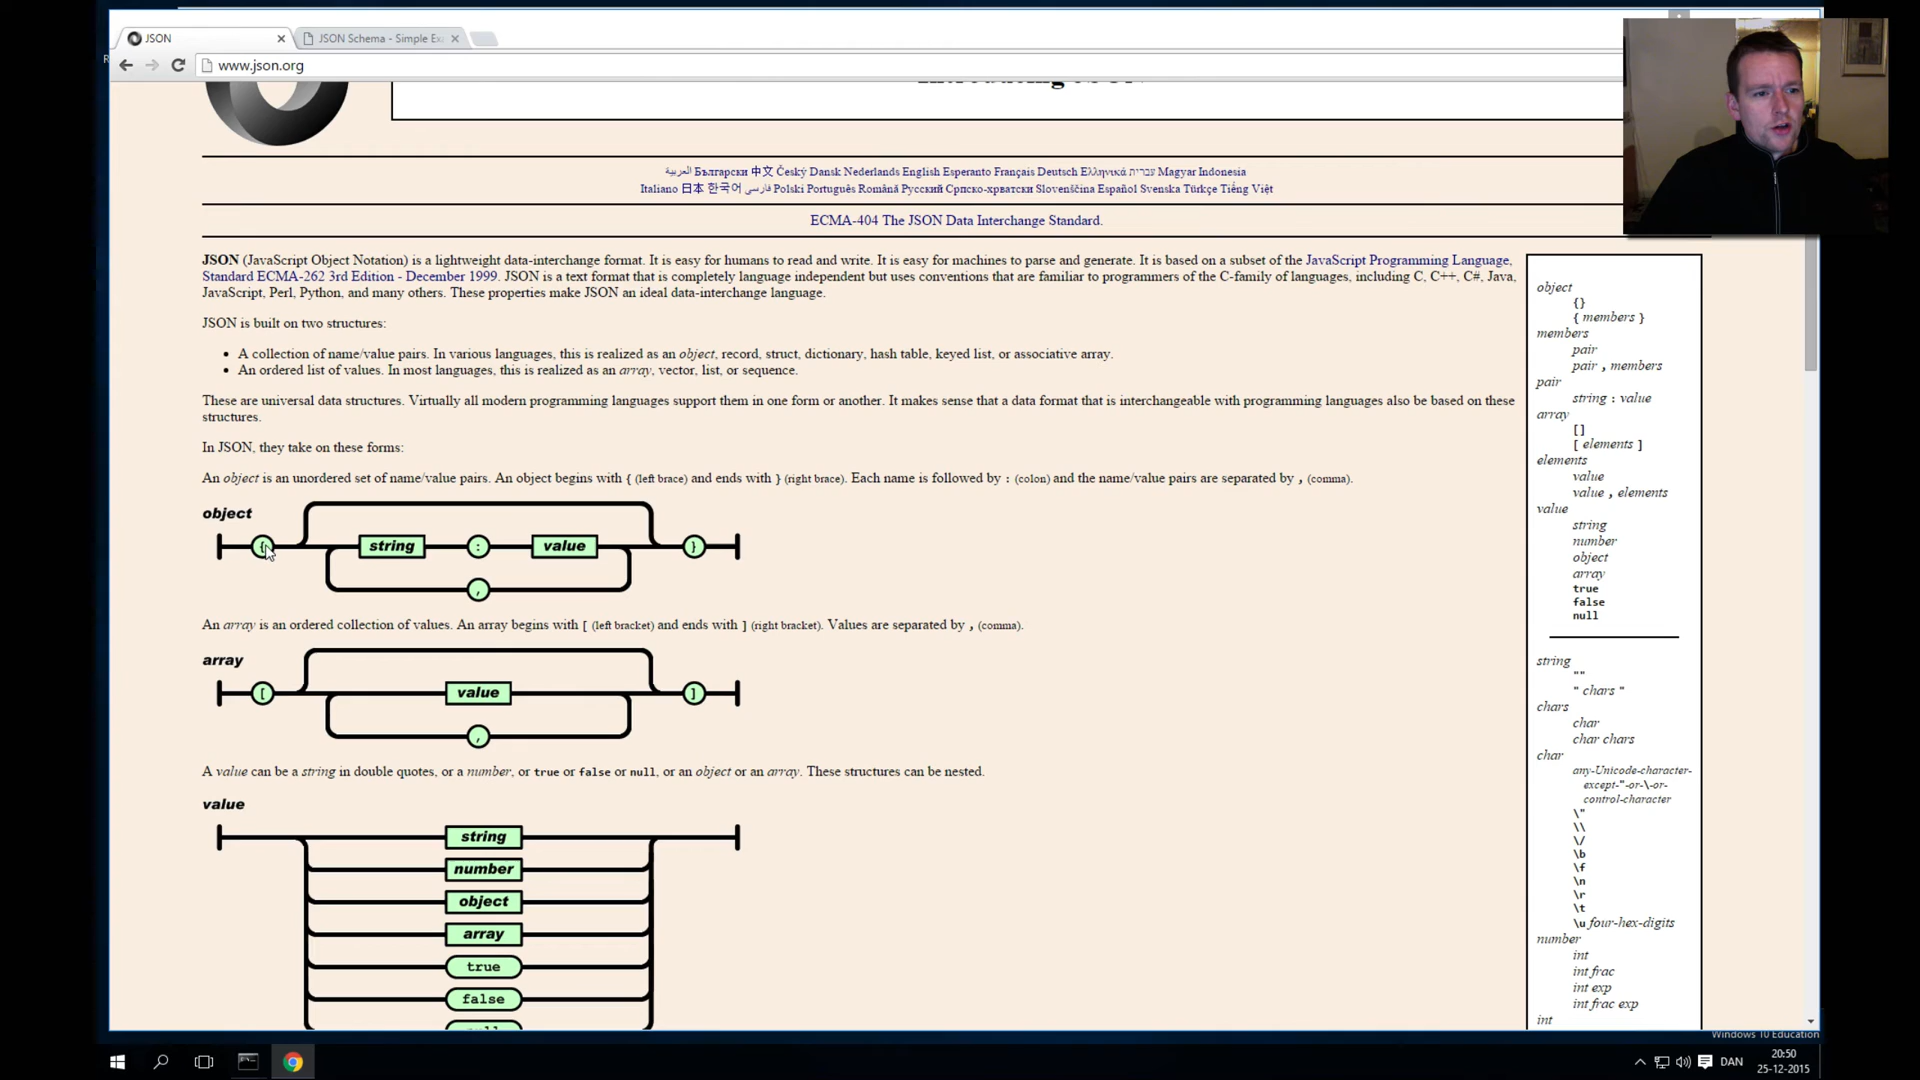 JSON
JSON Schema - Simple Exa
www.json.org
العربية Български 中文 Český Dansk Nederlands English Esperanto Français Deutsch Ελληνικά עברית Magyar Indonesia
Italiano 日本 한국어 فارسی Polski Português Română Русский Српско-хрватски Slovenščina Español Svenska Türkçe Tiếng Việt
ECMA-404 The JSON Data Interchange Standard.
JSON (JavaScript Object Notation) is a lightweight data-interchange format. It is easy for humans to read and write. It is easy for machines to parse and generate. It is based on a subset of the JavaScript Programming Language,
Standard ECMA-262 3rd Edition - December 1999. JSON is a text format that is completely language independent but uses conventions that are familiar to programmers of the C-family of languages, including C, C++, C#, Java,
JavaScript, Perl, Python, and many others. These properties make JSON an ideal data-interchange language.
JSON is built on two structures:
• A collection of name/value pairs. In various languages, this is realized as an object, record, struct, dictionary, hash table, keyed list, or associative array.
• An ordered list of values. In most languages, this is realized as an array, vector, list, or sequence.
These are universal data structures. Virtually all modern programming languages support them in one form or another. It makes sense that a data format that is interchangeable with programming languages also be based on these
structures.
In JSON, they take on these forms:
An object is an unordered set of name/value pairs. An object begins with { (left brace) and ends with } (right brace). Each name is followed by : (colon) and the name/value pairs are separated by , (comma).
object
{ string : value }
,
An array is an ordered collection of values. An array begins with [ (left bracket) and ends with ] (right bracket). Values are separated by , (comma).
array
[ value ]
,
A value can be a string in double quotes, or a number, or true or false or null, or an object or an array. These structures can be nested.
value
string
number
object
array
true
false
object
{}
{ members }
members
pair
pair , members
pair
string : value
array
[]
[ elements ]
elements
value
value , elements
value
string
number
object
array
true
false
null
string
""
" chars "
chars
char
char chars
char
any-Unicode-character-
except-"-or-\-or-
control-character
\"
\\
\/
\b
\f
\n
\r
\t
\u four-hex-digits
number
int
int frac
int exp
int frac exp
int
Windows 10 Education
DAN
20:50
25-12-2015